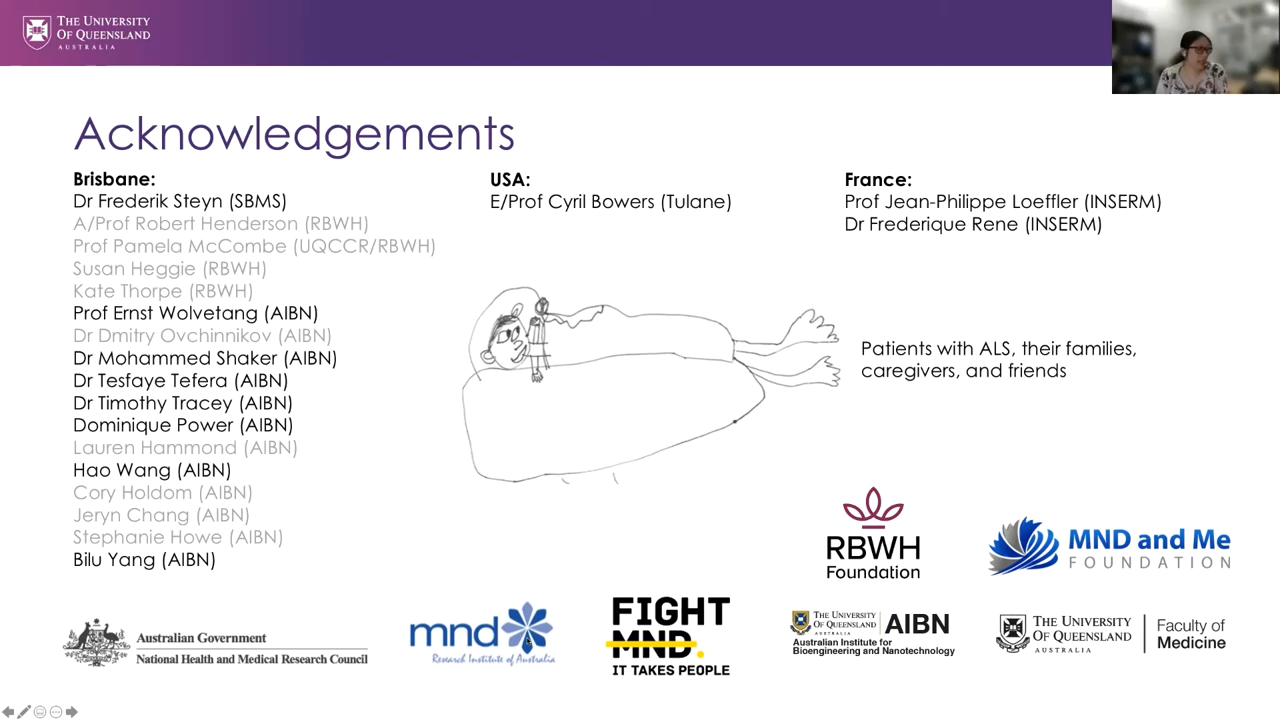 THE UNIVERSITY
OF QUEENSLAND
AUSTRALIA
Acknowledgements
Brisbane:
Dr Frederik Steyn (SBMS)
A/Prof Robert Henderson (RBWH)
Prof Pamela McCombe (UQCCR/RBWH)
Susan Heggie (RBWH)
Kate Thorpe (RBWH)
Prof Ernst Wolvetang (AIBN)
Dr Dmitry Ovchinnikov (AIBN)
Dr Mohammed Shaker (AIBN)
Dr Tesfaye Tefera (AIBN)
Dr Timothy Tracey (AIBN)
Dominique Power (AIBN)
Lauren Hammond (AIBN)
Hao Wang (AIBN)
Cory Holdom (AIBN)
Jeryn Chang (AIBN)
Stephanie Howe (AIBN)
Bilu Yang (AIBN)
USA:
E/Prof Cyril Bowers (Tulane)
France:
Prof Jean-Philippe Loeffler (INSERM)
Dr Frederique Rene (INSERM)
Patients with ALS, their families,
caregivers, and friends
RBWH
Foundation
MND and Me
FOUNDATION
Australian Government
National Health and Medical Research Council
mnd
Research Institute of Australia
FIGHT
MND.
IT TAKES PEOPLE
THE UNIVERSITY
OF QUEENSLAND
AUSTRALIA
AIBN
Australian Institute for
Bioengineering and Nanotechnology
THE UNIVERSITY
OF QUEENSLAND
AUSTRALIA
Faculty of
Medicine